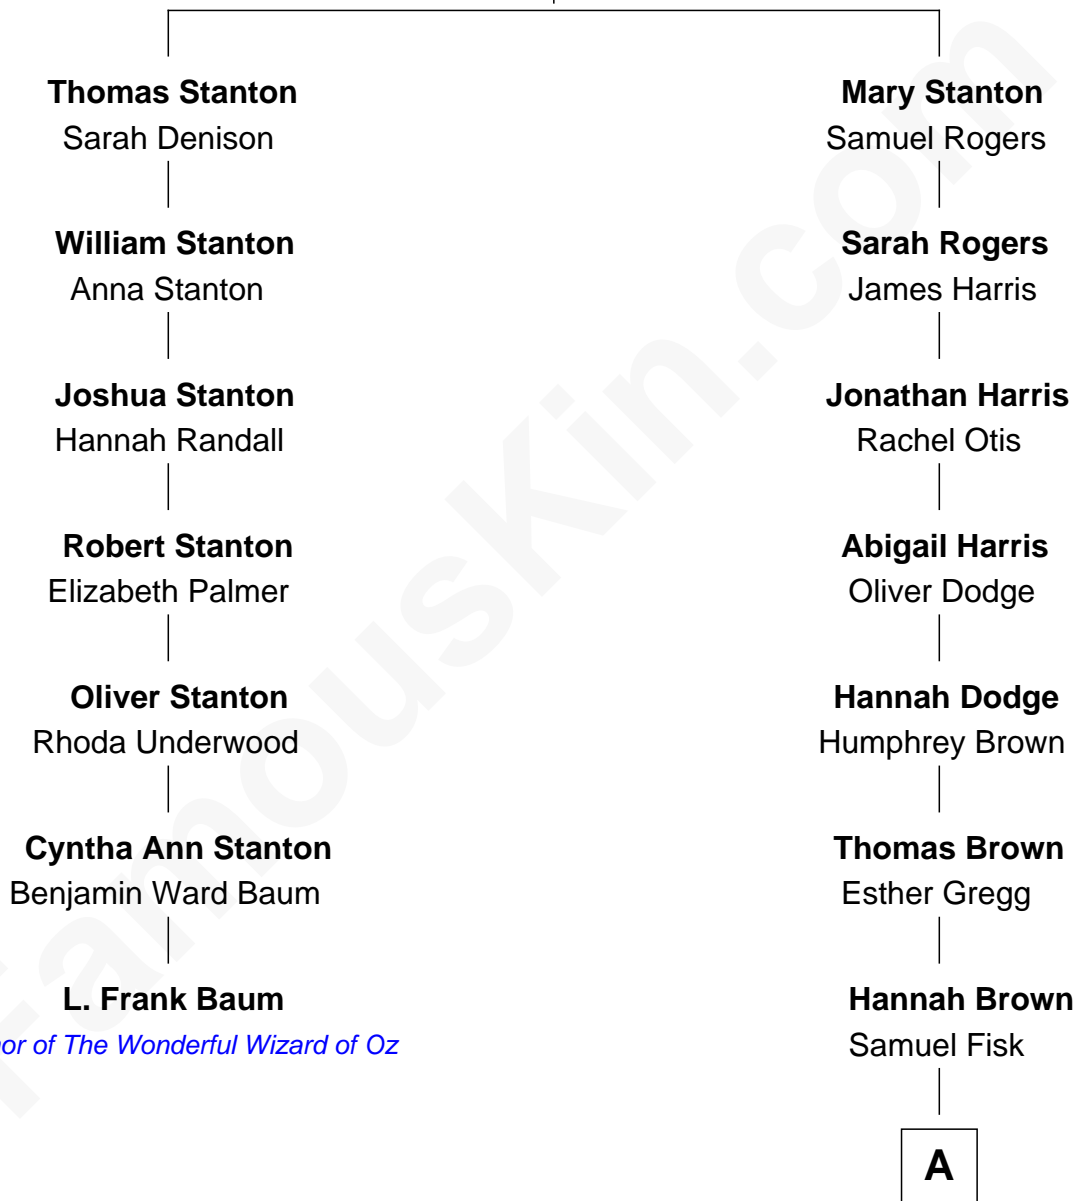 Thomas Stanton
Sarah Denison
Mary Stanton
Samuel Rogers
William Stanton
Anna Stanton
Sarah Rogers
James Harris
Joshua Stanton
Hannah Randall
Jonathan Harris
Rachel Otis
Robert Stanton
Elizabeth Palmer
Abigail Harris
Oliver Dodge
Oliver Stanton
Rhoda Underwood
Hannah Dodge
Humphrey Brown
Cyntha Ann Stanton
Benjamin Ward Baum
Thomas Brown
Esther Gregg
L. Frank Baum
of The Wonderful Wizard of Oz
Hannah Brown
Samuel Fisk
A
FamousKin.com